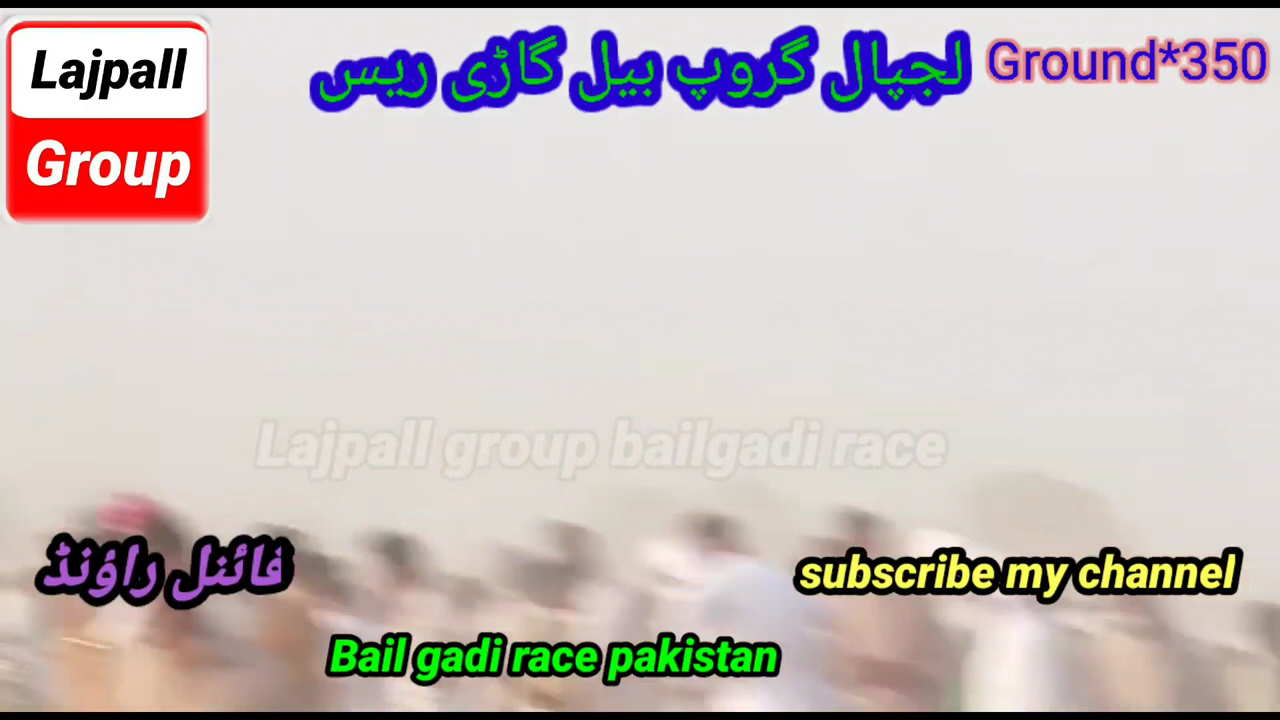 Lajpall
Group
لجپال گروپ بیل گاڑی ریس
Ground*350
Lajpall group bailgadi race
فائنل راؤنڈ
subscribe my channel
Bail gadi race pakistan